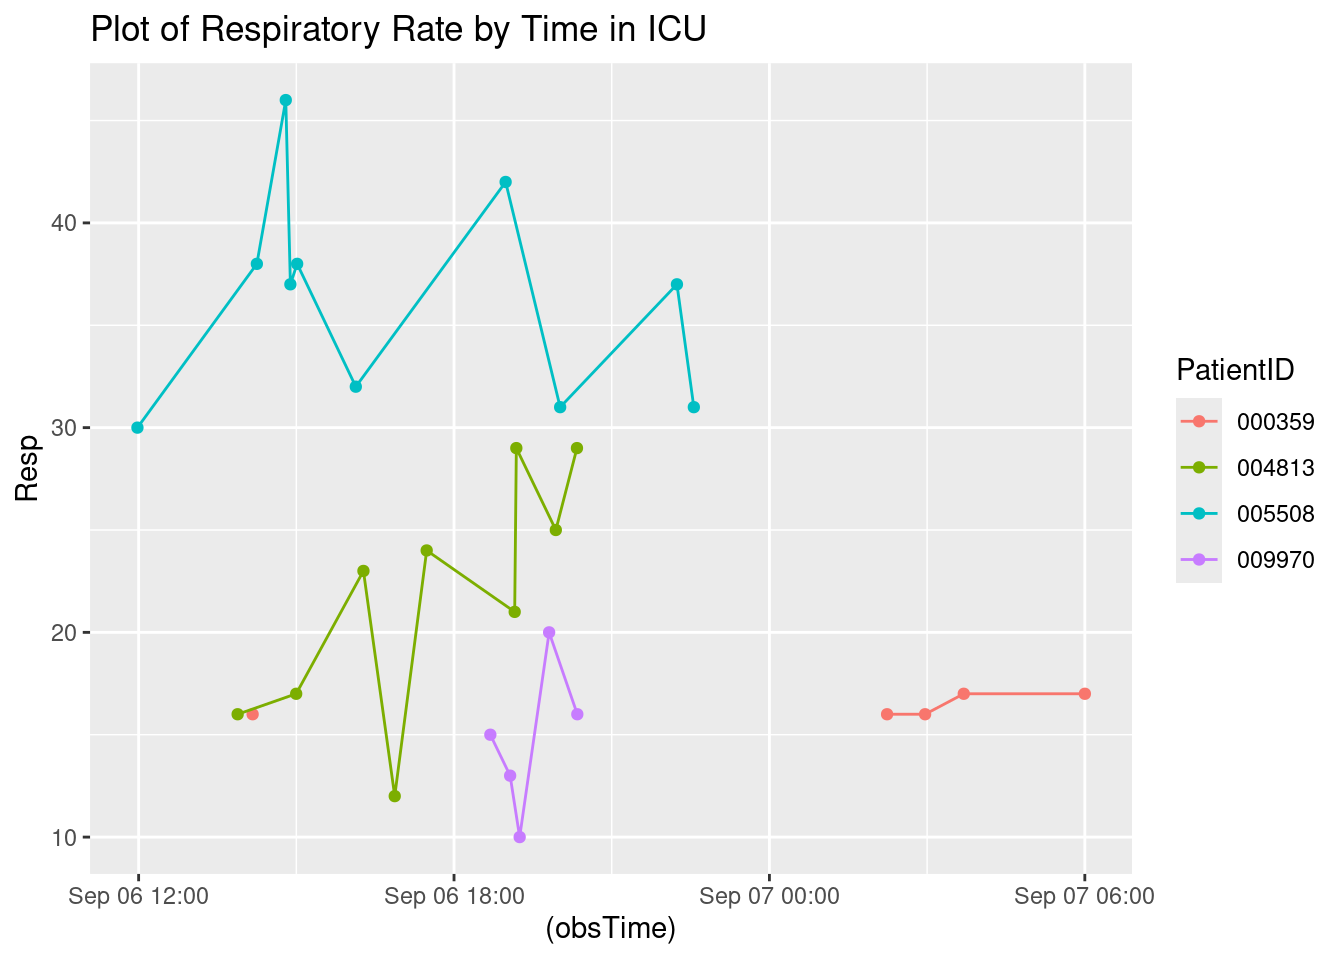 Plot of Respiratory Rate by Time in ICU
Resp
40
30
20
10
Sep 06 12:00
Sep 06 18:00
Sep 07 00:00
Sep 07 06:00
(obsTime)
PatientID
000359
004813
005508
009970